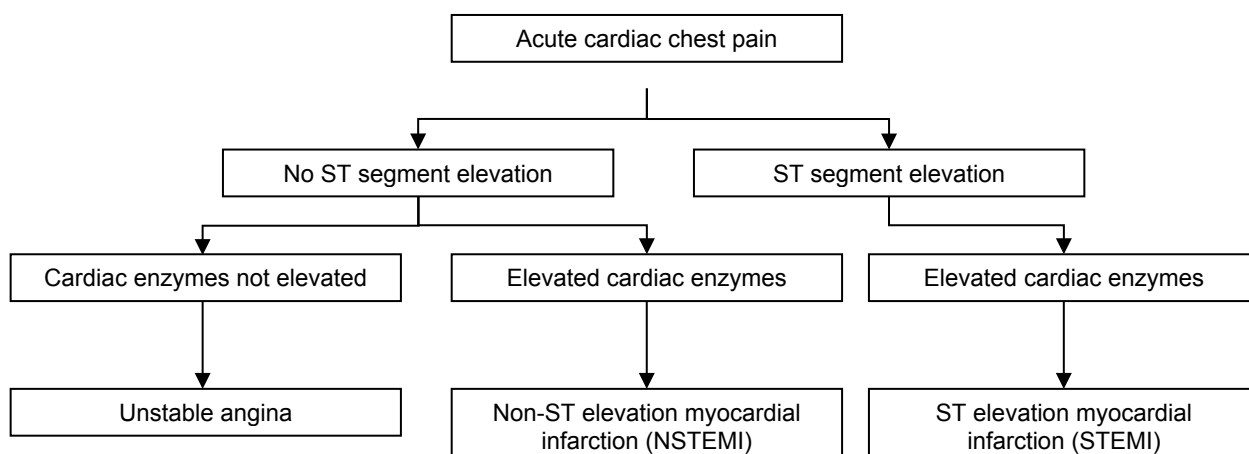 Acute cardiac chest pain
No ST segment elevation
ST segment elevation
Cardiac enzymes not elevated
Elevated cardiac enzymes
Elevated cardiac enzymes
Unstable angina
Non-ST elevation myocardial
infarction (NSTEMI)
ST elevation myocardial
infarction (STEMI)